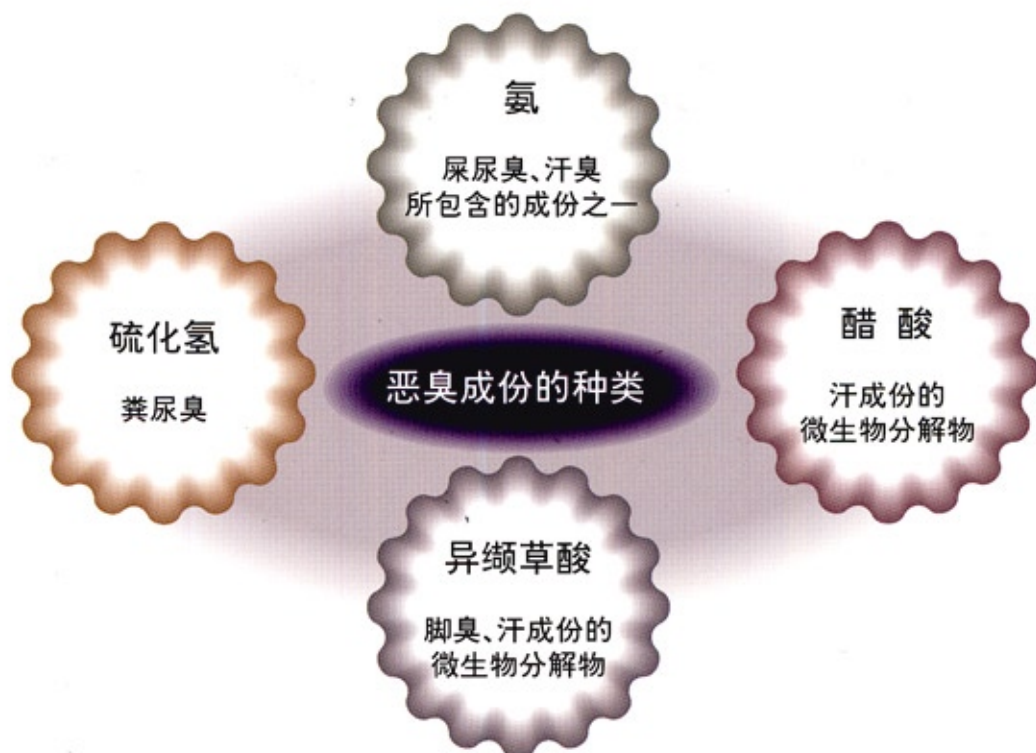 氨
屎尿臭、汗臭
所包含的成份之一
硫化氢
粪尿臭
恶臭成份的种类
醋 酸
汗成份的
微生物分解物
异缬草酸
脚臭、汗成份的
微生物分解物